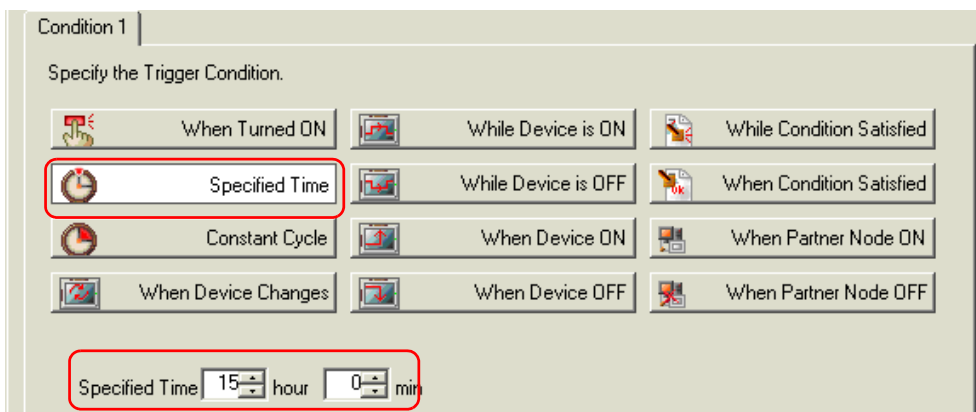 Condition 1
Specify the Trigger Condition.
When Turned ON While Device is ON While Condition Satisfied
Specified Time While Device is OFF When Condition Satisfied
Constant Cycle When Device ON When Partner Node ON
When Device Changes When Device OFF When Partner Node OFF
Specified Time 15 hour 0 min